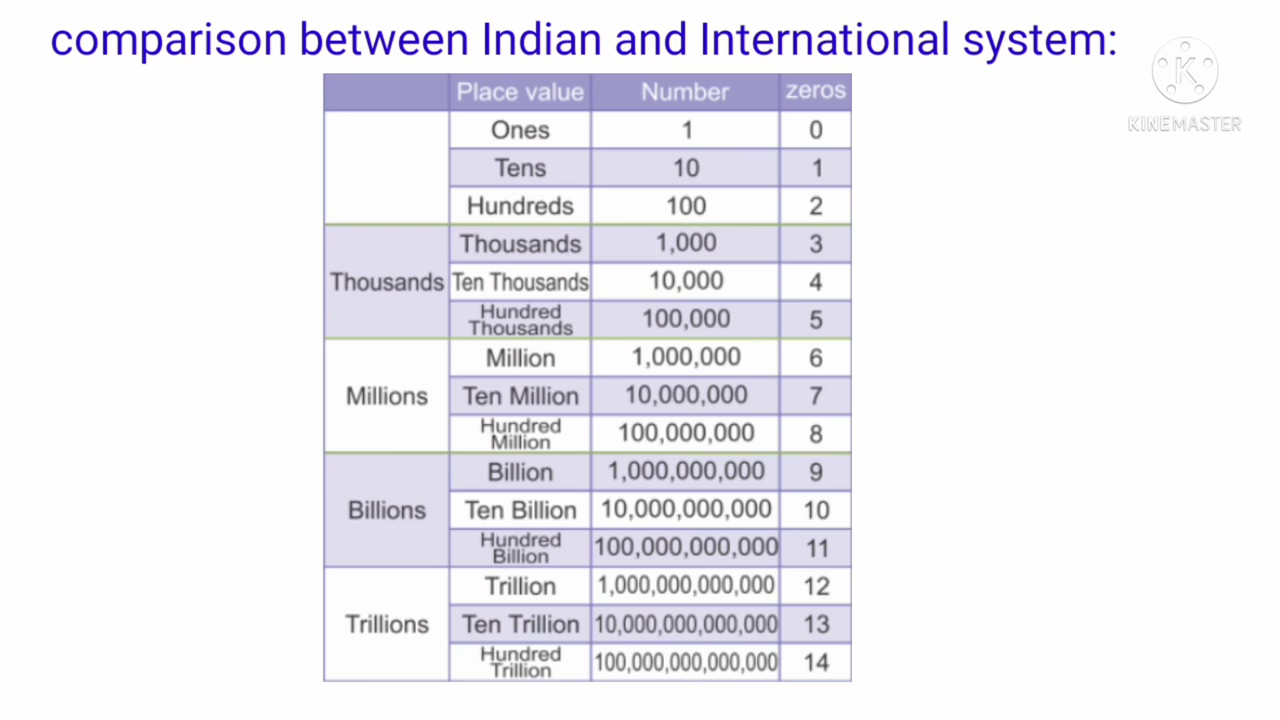 comparison between Indian and International system:
K
KINEMASTER
Place value Number zeros
Ones 1 0
Tens 10 1
Hundreds 100 2
Thousands
Thousands 1,000 3
Ten Thousands 10,000 4
Hundred Thousands 100,000 5
Millions
Million 1,000,000 6
Ten Million 10,000,000 7
Hundred Million 100,000,000 8
Billions
Billion 1,000,000,000 9
Ten Billion 10,000,000,000 10
Hundred Billion 100,000,000,000 11
Trillions
Trillion 1,000,000,000,000 12
Ten Trillion 10,000,000,000,000 13
Hundred Trillion 100,000,000,000,000 14